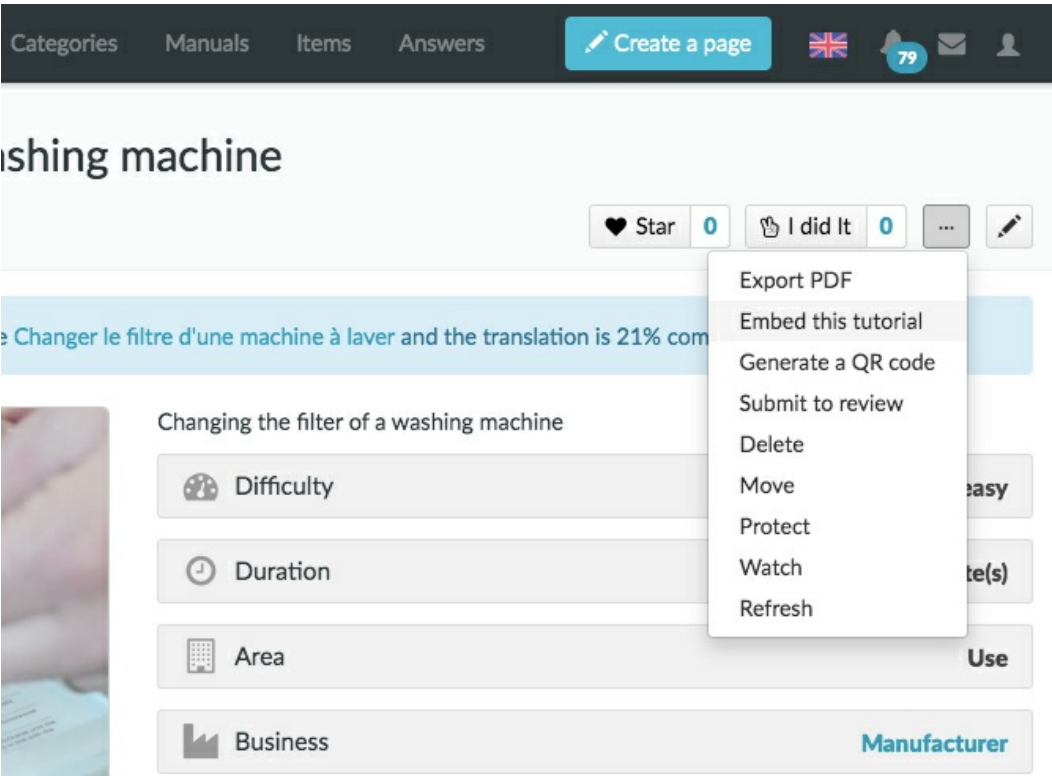 Categories Manuals Items Answers Create a page 79
shing machine
Star 0 I did It 0 ...
Export PDF
e Changer le filtre d'une machine à laver and the translation is 21% com
Embed this tutorial
Generate a QR code
Submit to review
Delete
Move
Protect
Watch
Refresh
Changing the filter of a washing machine
Difficulty easy
Duration te(s)
Area Use
Business Manufacturer